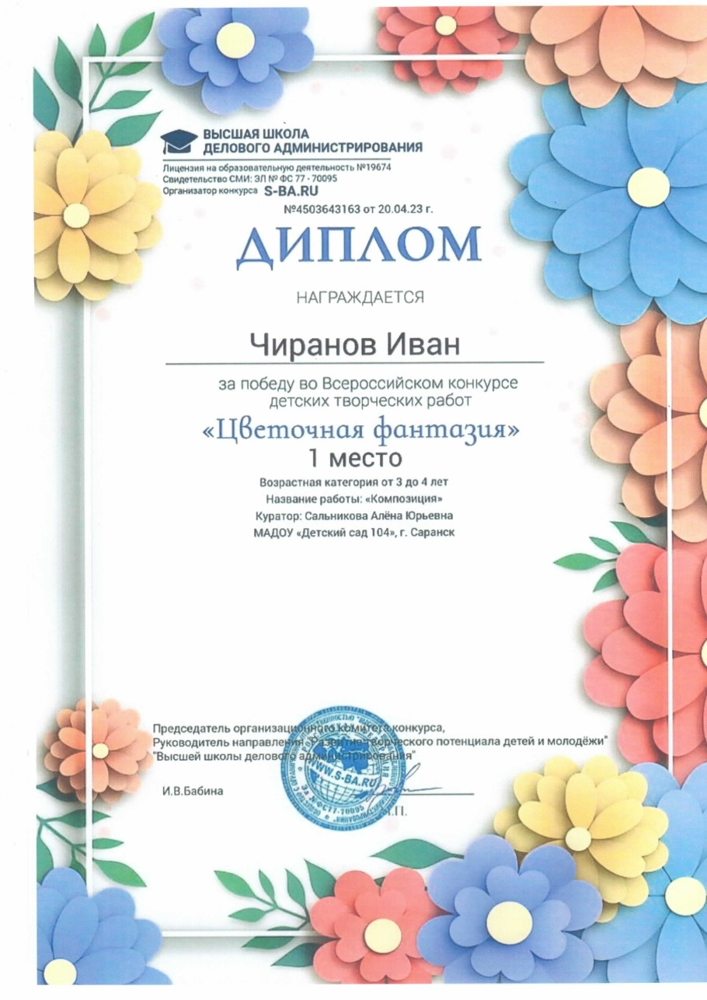 ВЫСШАЯ ШКОЛА
ДЕЛОВОГО АДМИНИСТРИРОВАНИЯ
Лицензия на образовательную деятельность №19674
Свидетельство СМИ: ЭЛ № ФС 77 - 70095
Организатор конкурса S-BA.RU
№4503643163 от 20.04.23 г.
ДИПЛОМ
НАГРАЖДАЕТСЯ
Чиранов Иван
за победу во Всероссийском конкурсе
детских творческих работ
«Цветочная фантазия»
1 место
Возрастная категория от 3 до 4 лет
Название работы: «Композиция»
Куратор: Сальникова Алёна Юрьевна
МАДОУ «Детский сад 104», г. Саранск
Председатель организационного комитета конкурса,
Руководитель направления "Развитие творческого потенциала детей и молодёжи"
"Высшей школы делового администрирования"
WWW.S-BA.RU
И.В.Бабина
М.П.